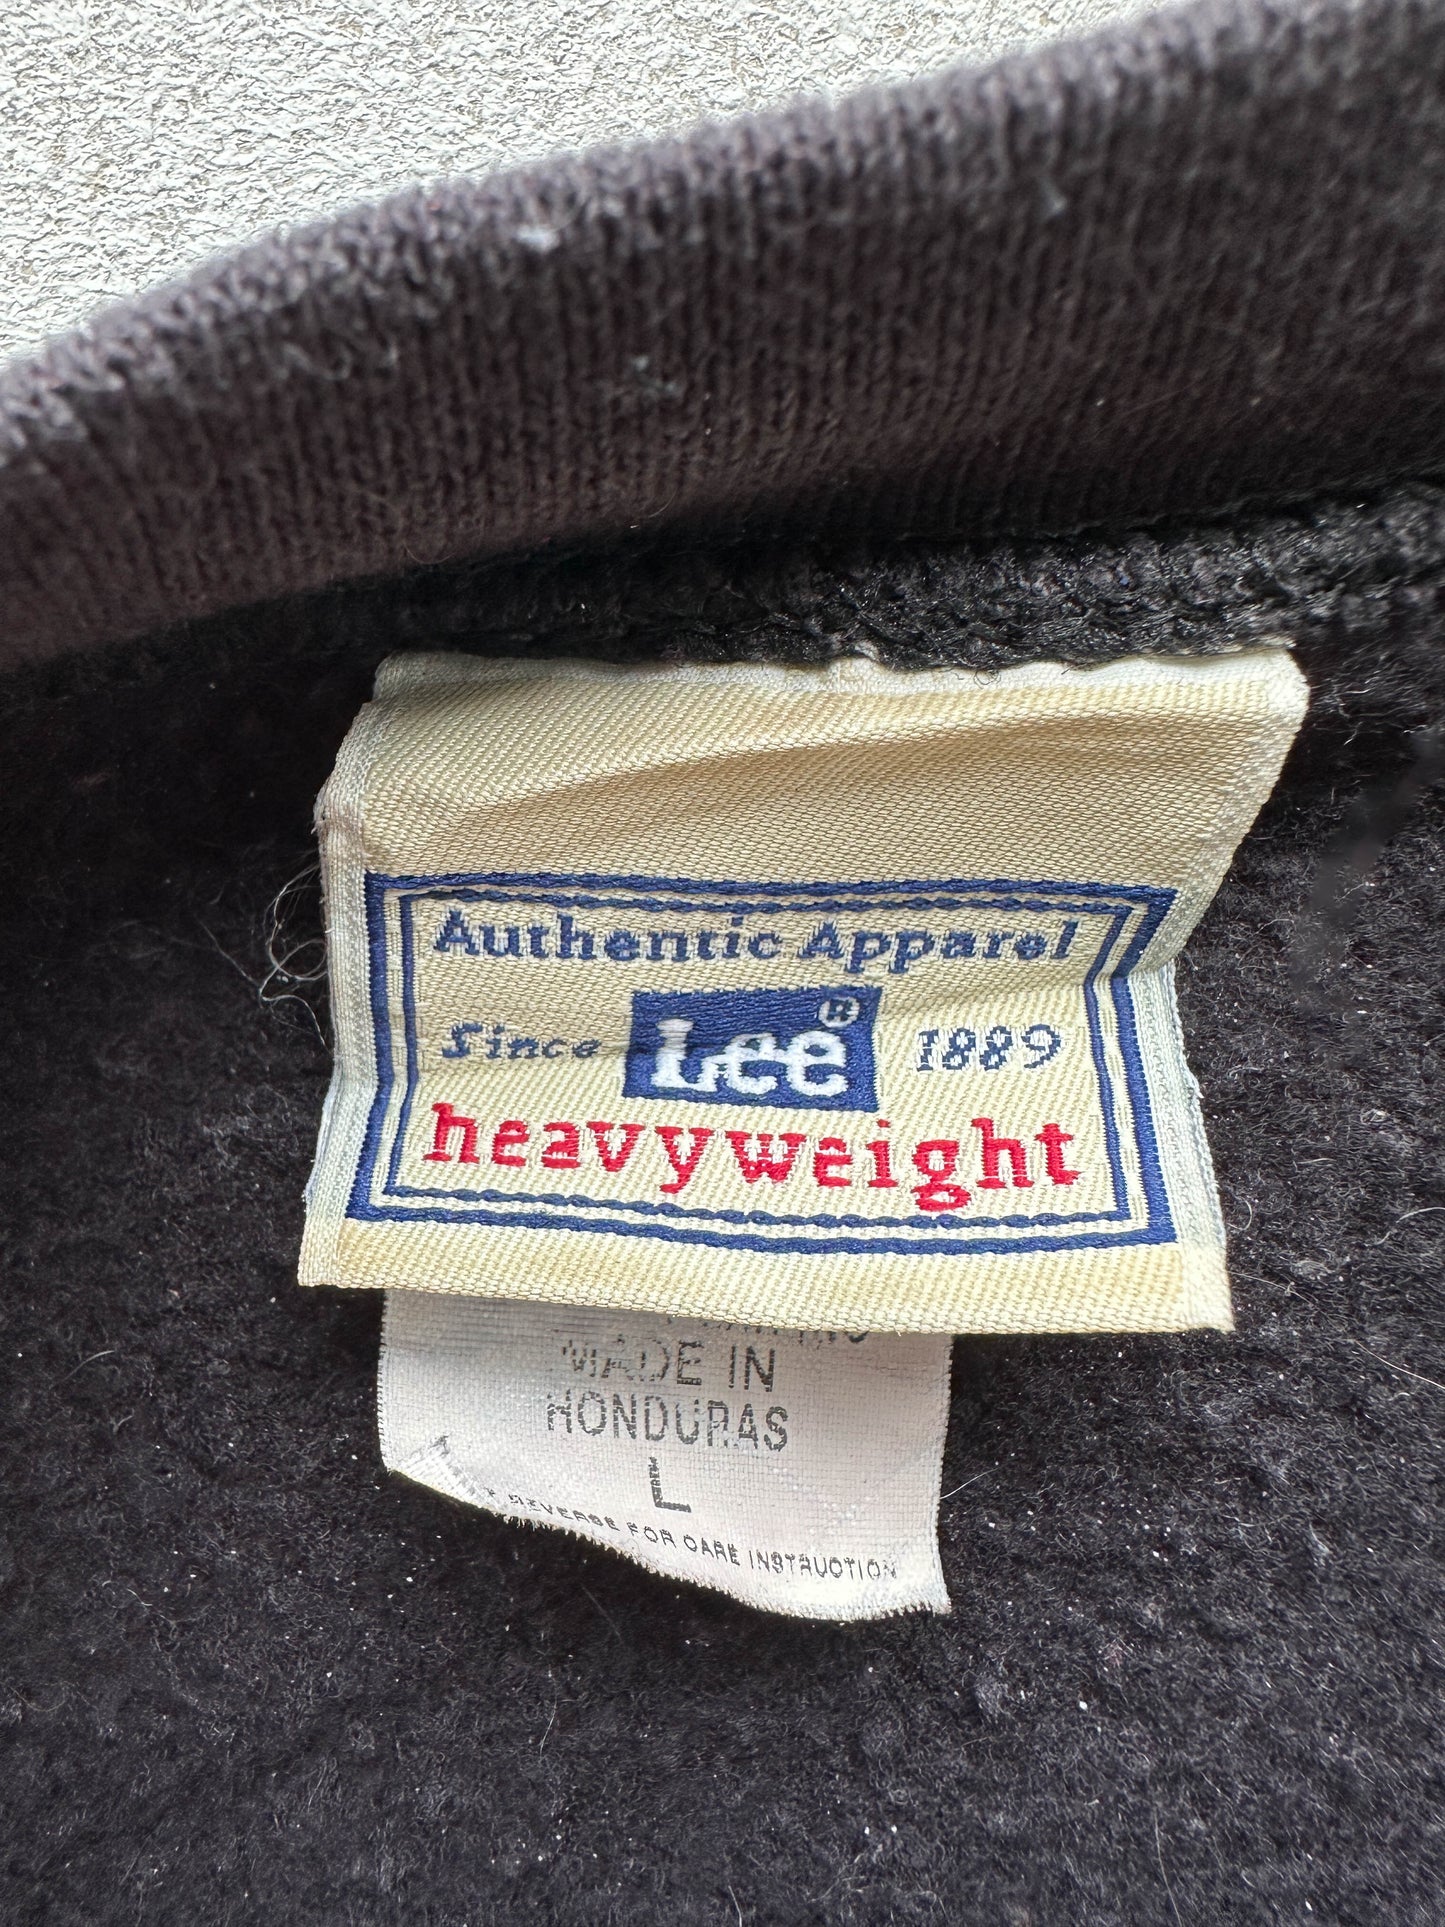 Authentic Apparel
Since Lee® 1889
heavyweight
MADE IN
HONDURAS
L
REVERSE FOR CARE INSTRUCTION